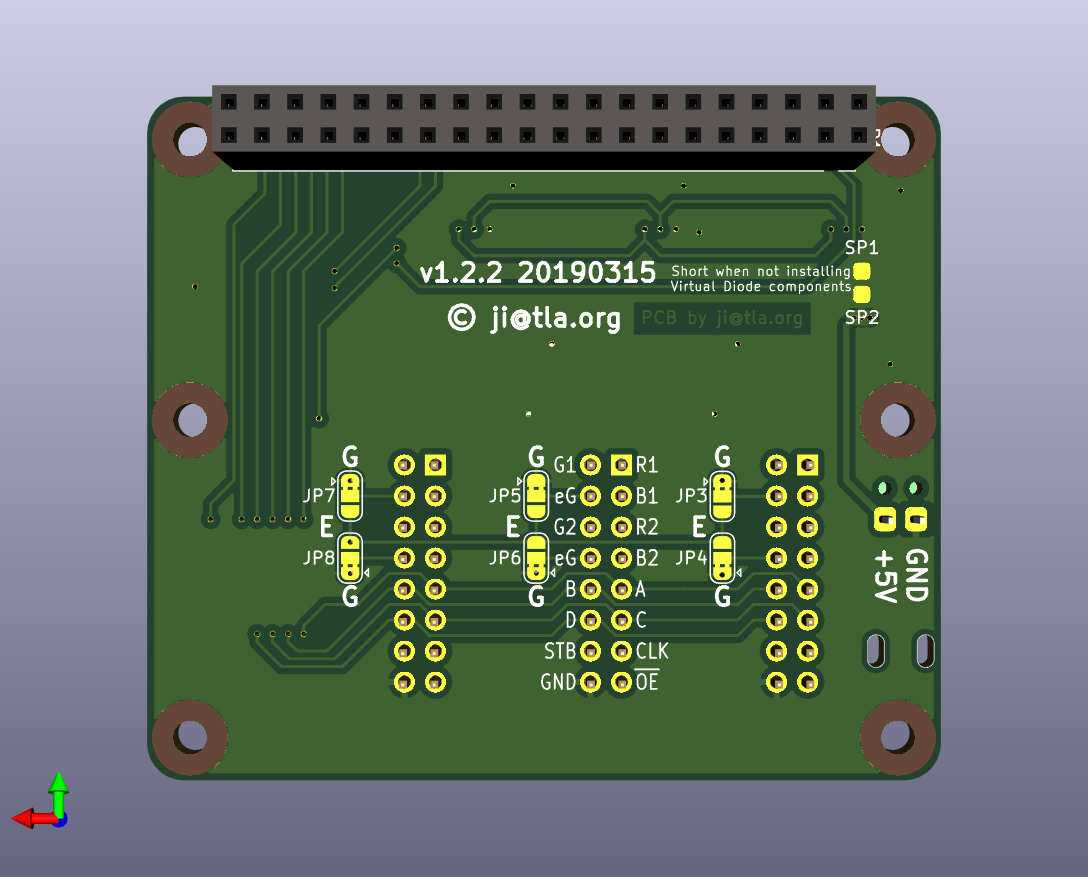 SP1
v1.2.2 20190315
Short when not installing
Virtual Diode components
© ji@tla.org
PCB by ji@tla.org
SP2
G
G
G
G1
R1
JP7
JP5
eG
B1
JP3
E
E
G2
R2
E
JP8
JP6
eG
B2
JP4
+5V
GND
B
A
G
G
G
D
C
STB
CLK
GND
OE